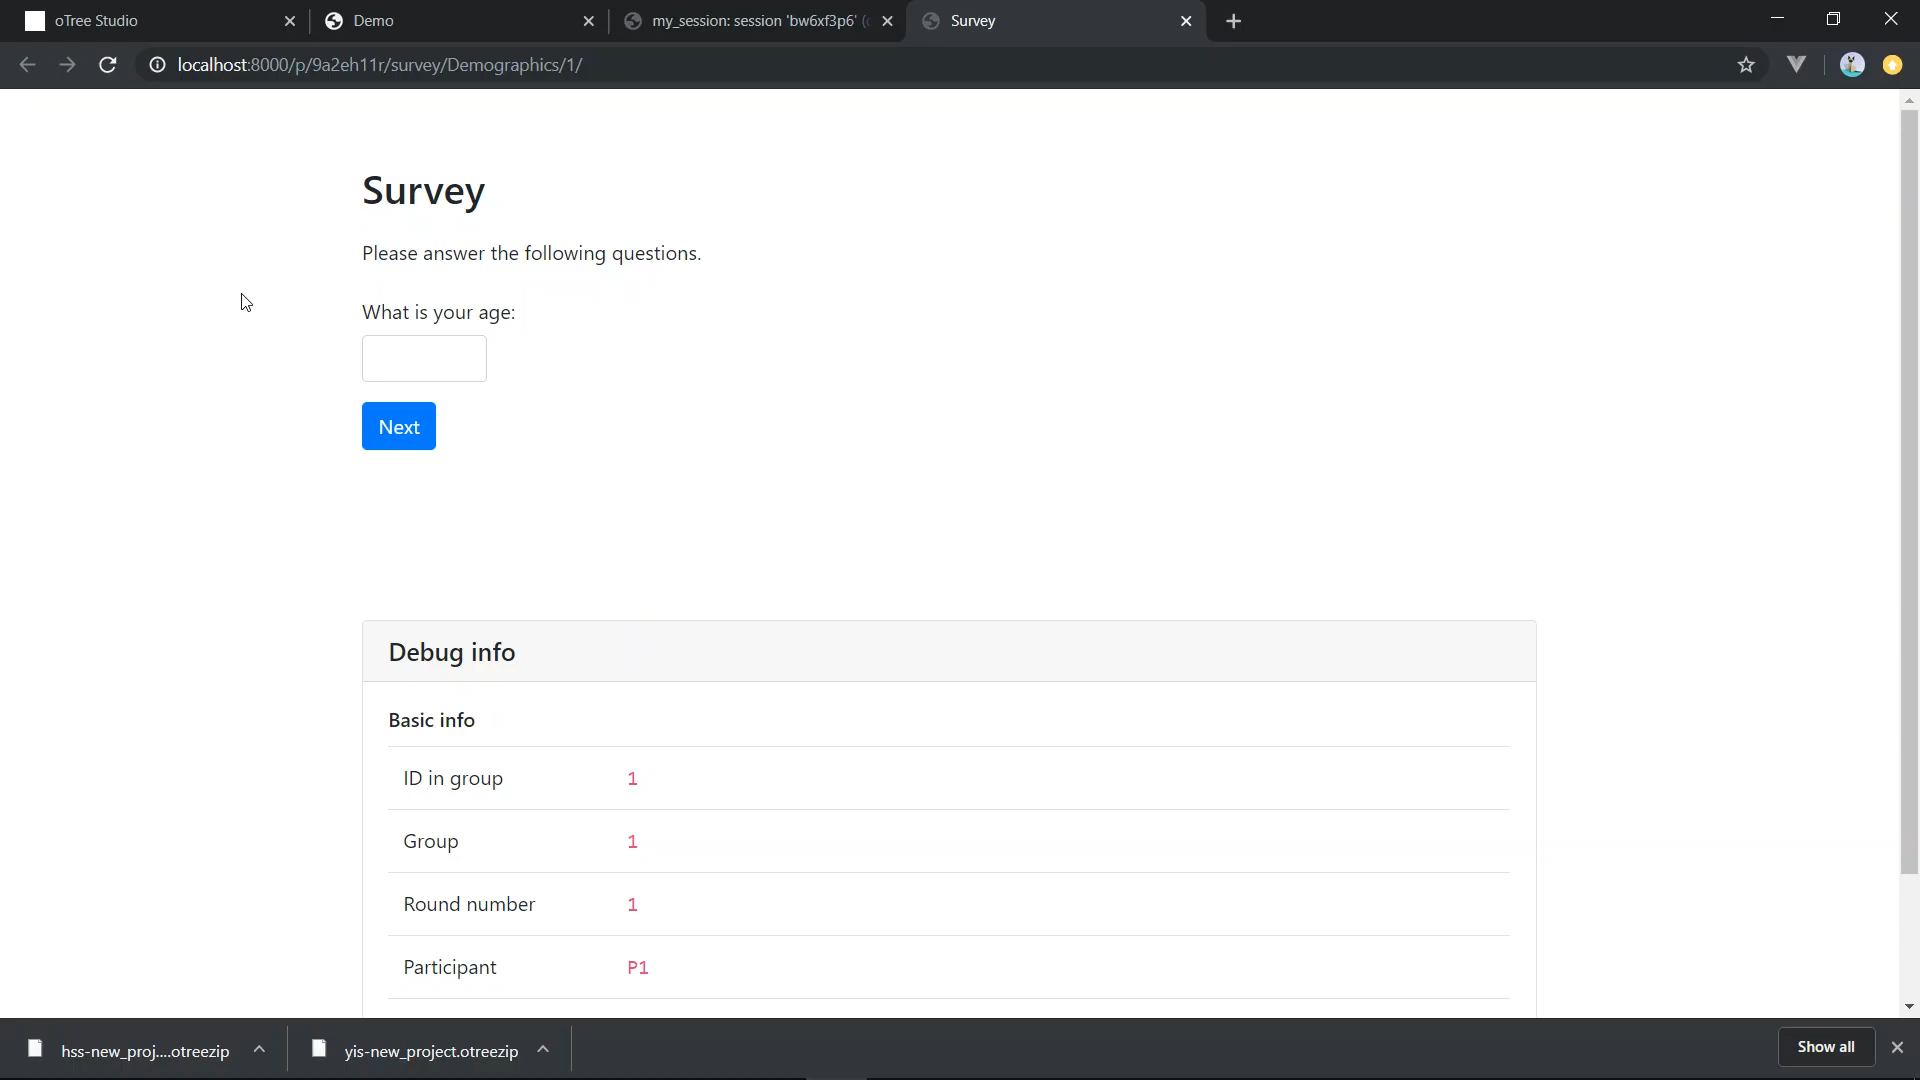 oTree Studio
Demo
my_session: session 'bw6xf3p6' (
Survey
localhost:8000/p/9a2eh11r/survey/Demographics/1/
Survey
Please answer the following questions.
What is your age:
Next
Debug info
Basic info
ID in group 1
Group 1
Round number 1
Participant P1
hss-new_proj....otreezip
yis-new_project.otreezip
Show all